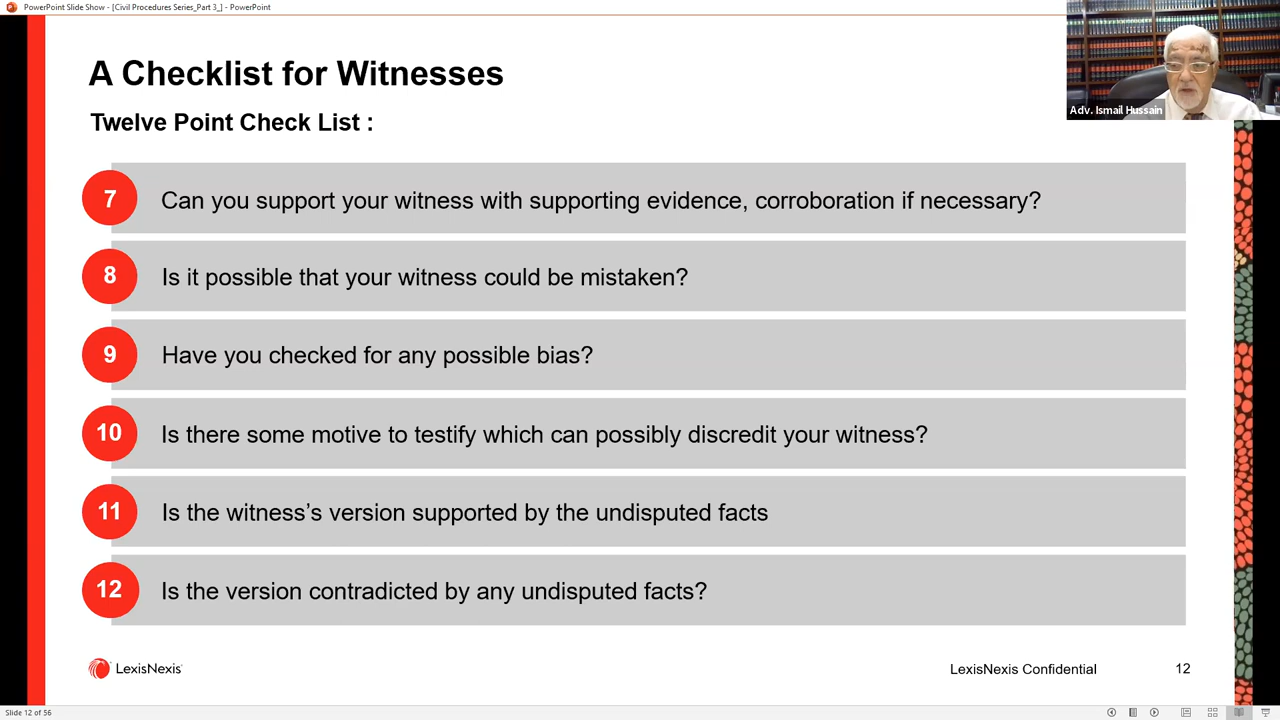 PowerPoint Slide Show - [Civil Procedures Series_Part 3_] - PowerPoint
A Checklist for Witnesses
Adv. Ismail Hussain
Twelve Point Check List :
7 Can you support your witness with supporting evidence, corroboration if necessary?
8 Is it possible that your witness could be mistaken?
9 Have you checked for any possible bias?
10 Is there some motive to testify which can possibly discredit your witness?
11 Is the witness’s version supported by the undisputed facts
12 Is the version contradicted by any undisputed facts?
LexisNexis LexisNexis Confidential 12
Slide 12 of 56